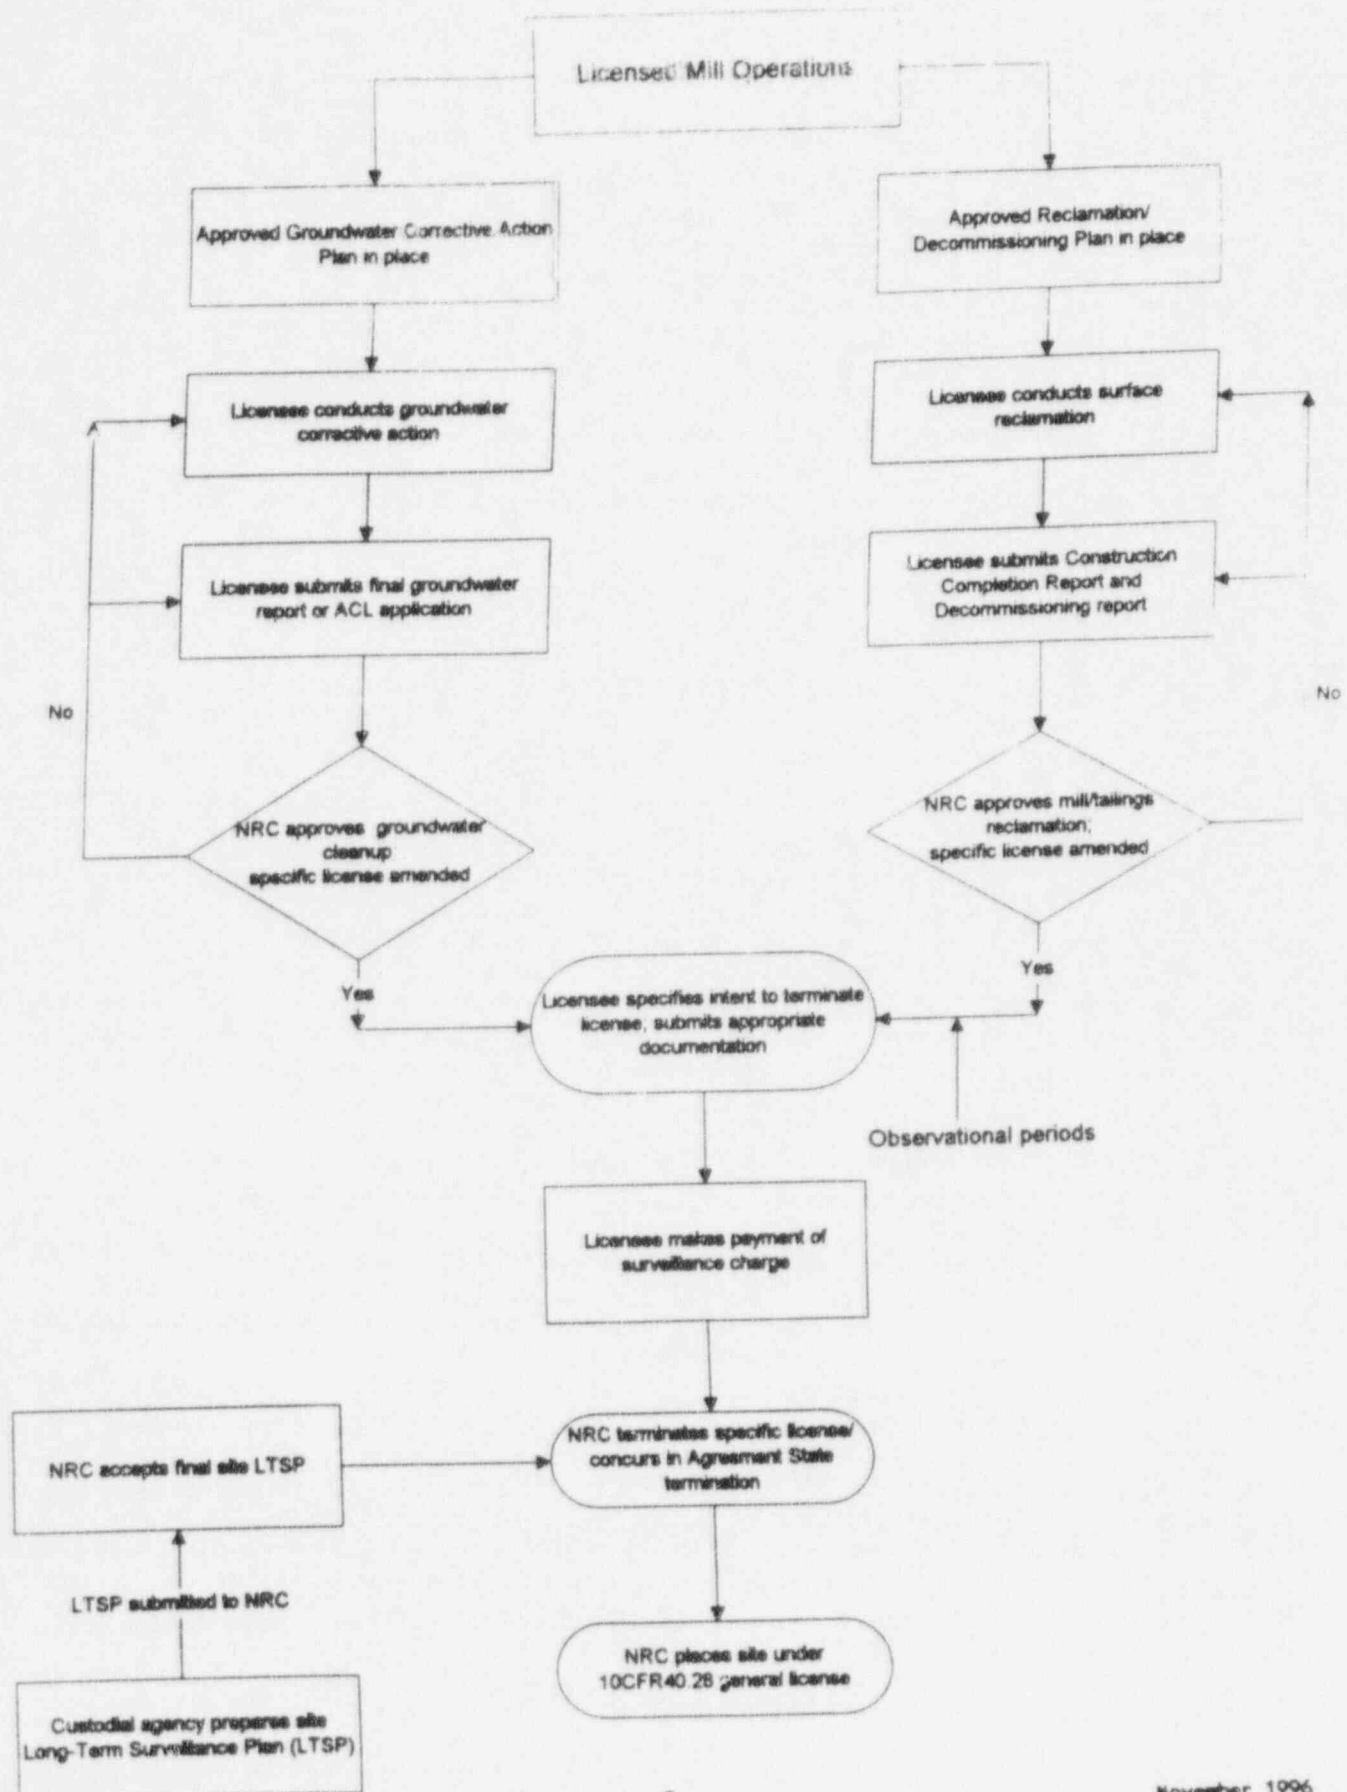 Licensed Mill Operations
Approved Groundwater Corrective Action
Plan in place
Approved Reclamation/
Decommissioning Plan in place
Licensee conducts groundwater
corrective action
Licensee conducts surface
reclamation
Licensee submits final groundwater
report or ACL application
Licensee submits Construction
Completion Report and
Decommissioning report
No
No
NRC approves groundwater
cleanup
specific license amended
NRC approves mill/tailings
reclamation;
specific license amended
Yes
Yes
Licensee specifies intent to terminate
license; submits appropriate
documentation
Observational periods
Licensee makes payment of
surveillance charge
NRC accepts final site LTSP
NRC terminates specific license/
concurs in Agreement State
termination
LTSP submitted to NRC
NRC places site under
10CFR40.28 general license
Custodial agency prepares site
Long-Term Surveillance Plan (LTSP)
November 1996